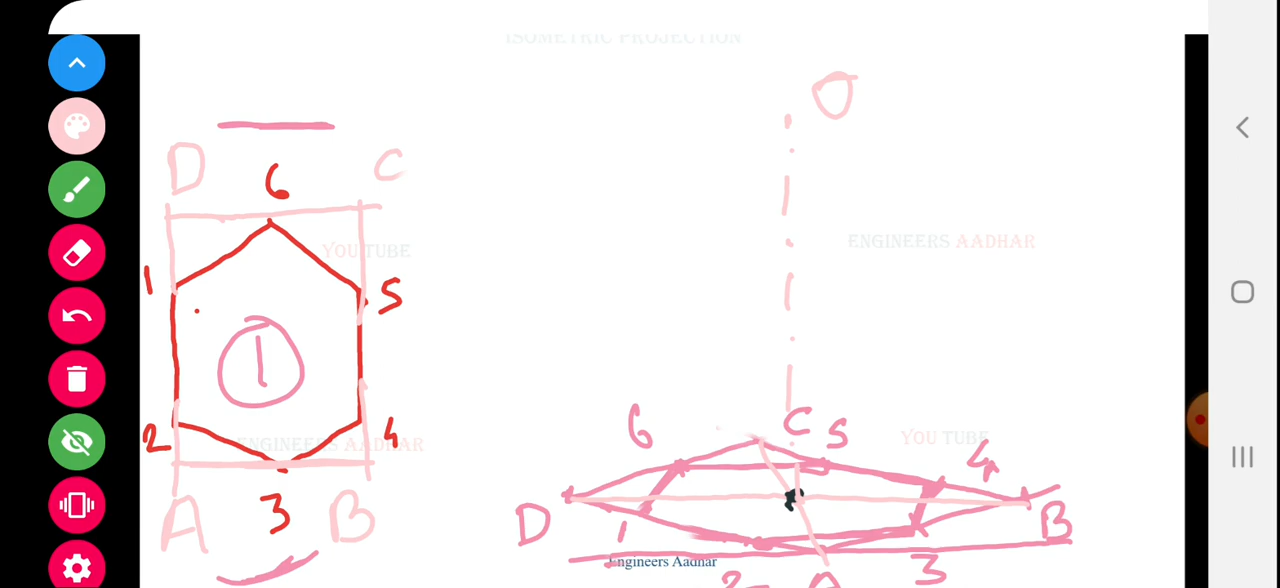 ISOMETRIC PROJECTION
O
D
6
C
1
YOU TUBE
ENGINEERS AADHAR
5
1
2
ENGINEERS AADHAR
4
6
C
5
YOU TUBE
4
A
3
B
D
1
B
Engineers Aadhar
2
A
3